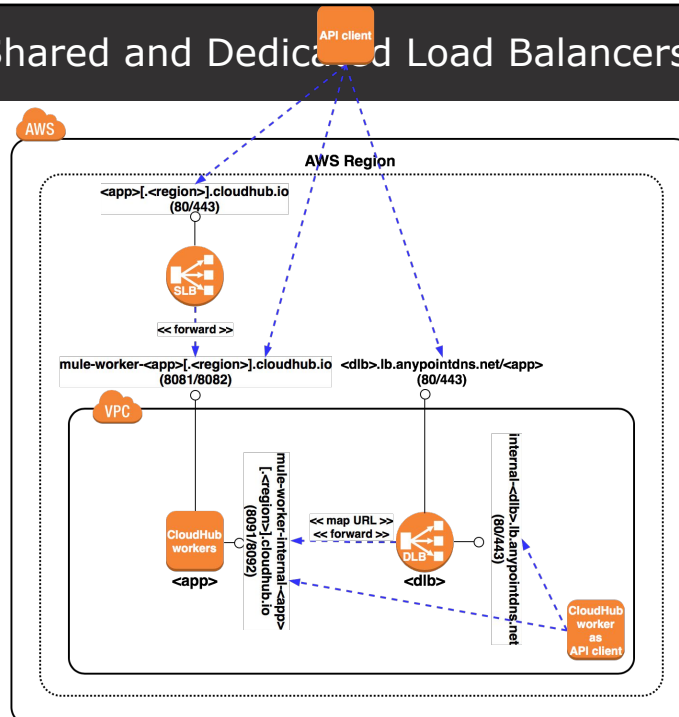 Shared and Dedicated Load Balancers
API client
AWS
AWS Region
<app>[.<region>].cloudhub.io
(80/443)
SLB
<< forward >>
mule-worker-<app>[.<region>].cloudhub.io
(8081/8082)
<dlb>.lb.anypointdns.net/<app>
(80/443)
VPC
CloudHub
workers
<app>
mule-worker-internal-<app>
[.<region>].cloudhub.io
(8091/8092)
<< map URL >>
<< forward >>
DLB
<dlb>
internal-<dlb>.lb.anypointdns.net
(80/443)
CloudHub
worker
as
API client